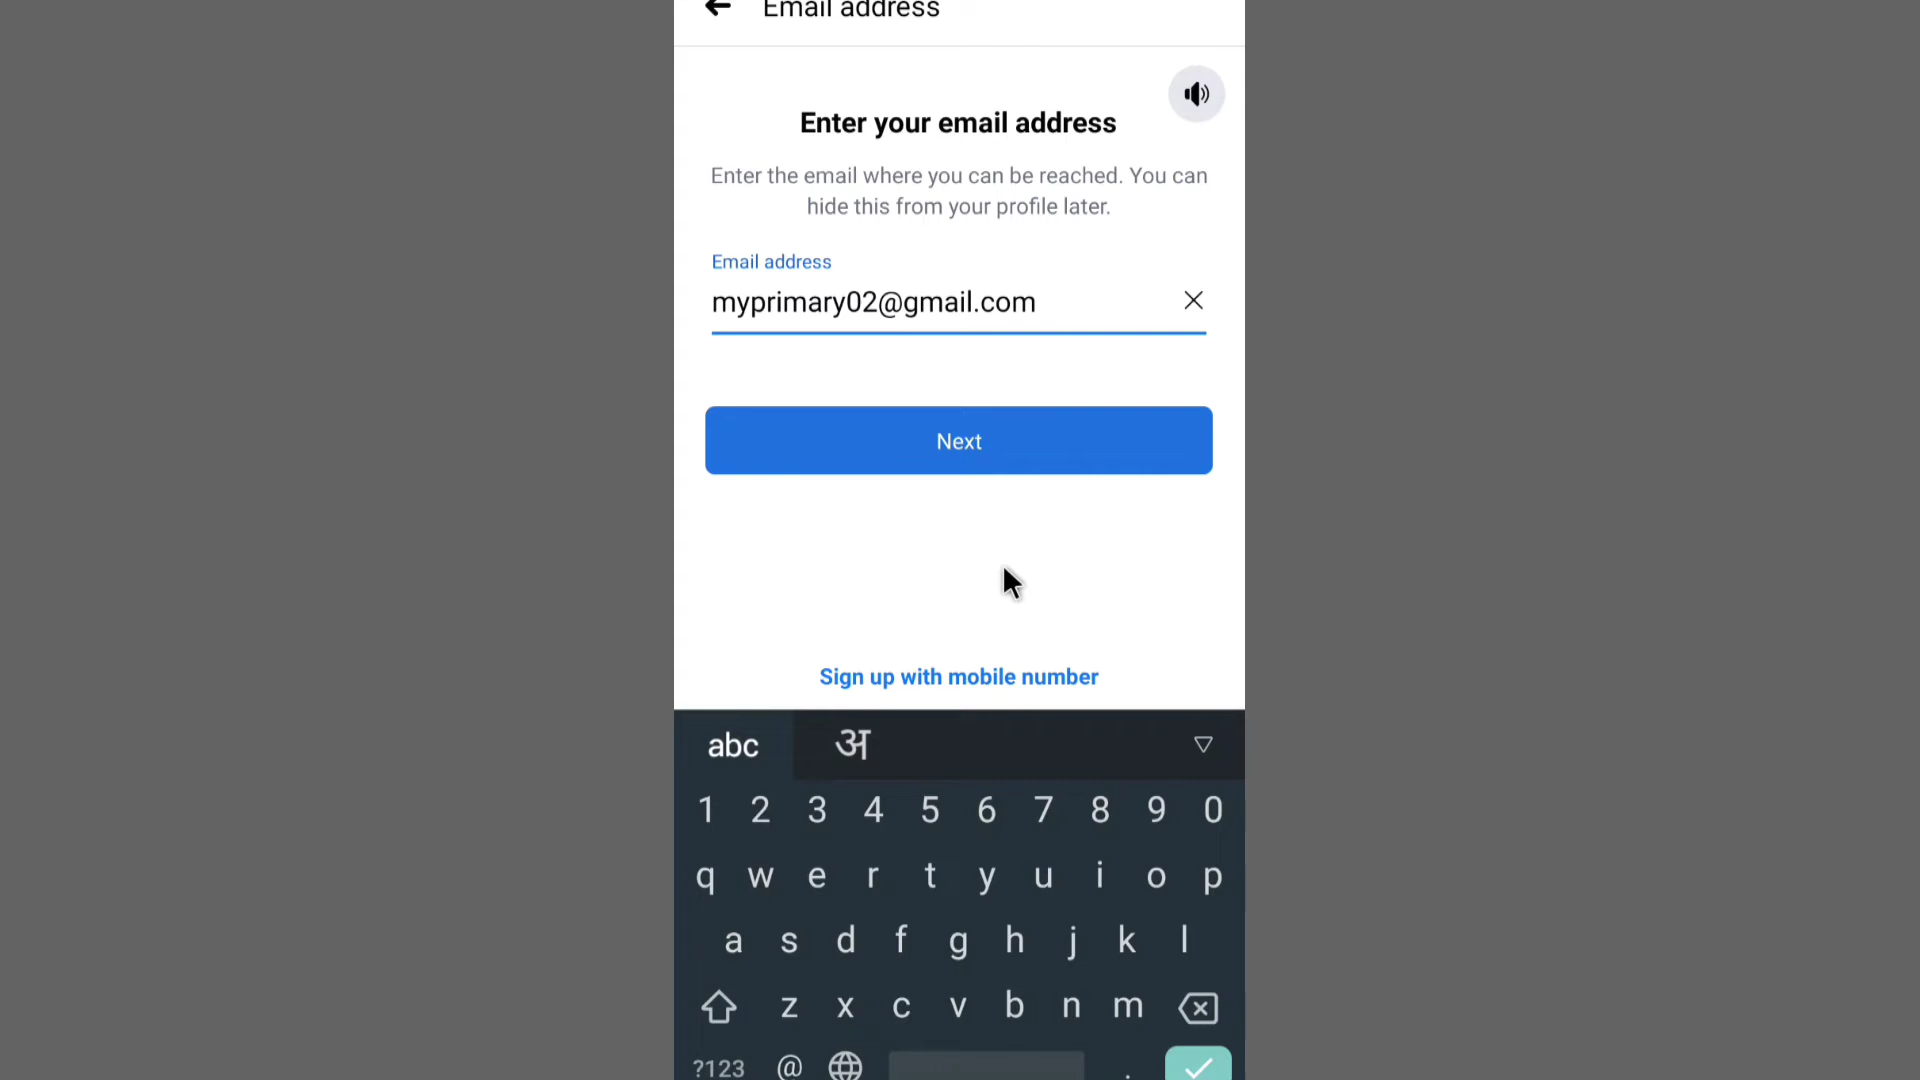 Email address
Enter your email address
Enter the email where you can be reached. You can
hide this from your profile later.
Email address
myprimary02@gmail.com
Next
Sign up with mobile number
abc अ
1 2 3 4 5 6 7 8 9 0
q w e r t y u i o p
a s d f g h j k l
z x c v b n m
?123 @ .